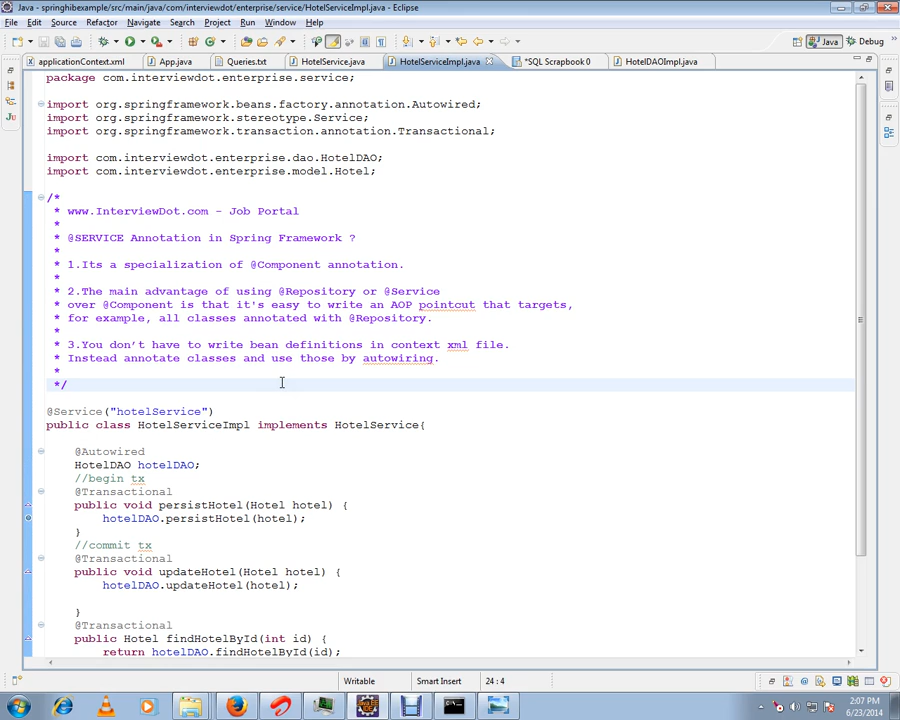 Java - springhibexample/src/main/java/com/interviewdot/enterprise/service/HotelServiceImpl.java - Eclipse
File Edit Source Refactor Navigate Search Project Run Window Help
Java Debug
applicationContext.xml App.java Queries.txt HotelService.java HotelServiceImpl.java *SQL Scrapbook 0 HotelDAOImpl.java
package com.interviewdot.enterprise.service;
import org.springframework.beans.factory.annotation.Autowired;
import org.springframework.stereotype.Service;
import org.springframework.transaction.annotation.Transactional;
import com.interviewdot.enterprise.dao.HotelDAO;
import com.interviewdot.enterprise.model.Hotel;
/*
* www.InterviewDot.com - Job Portal
*
* @SERVICE Annotation in Spring Framework ?
*
* 1.Its a specialization of @Component annotation.
*
* 2.The main advantage of using @Repository or @Service
* over @Component is that it's easy to write an AOP pointcut that targets,
* for example, all classes annotated with @Repository.
*
* 3.You don't have to write bean definitions in context xml file.
* Instead annotate classes and use those by autowiring.
*
*/
@Service("hotelService")
public class HotelServiceImpl implements HotelService{
@Autowired
HotelDAO hotelDAO;
//begin tx
@Transactional
public void persistHotel(Hotel hotel) {
hotelDAO.persistHotel(hotel);
}
//commit tx
@Transactional
public void updateHotel(Hotel hotel) {
hotelDAO.updateHotel(hotel);
}
@Transactional
public Hotel findHotelById(int id) {
return hotelDAO.findHotelById(id);
Writable Smart Insert 24 : 4
2:07 PM
6/23/2014